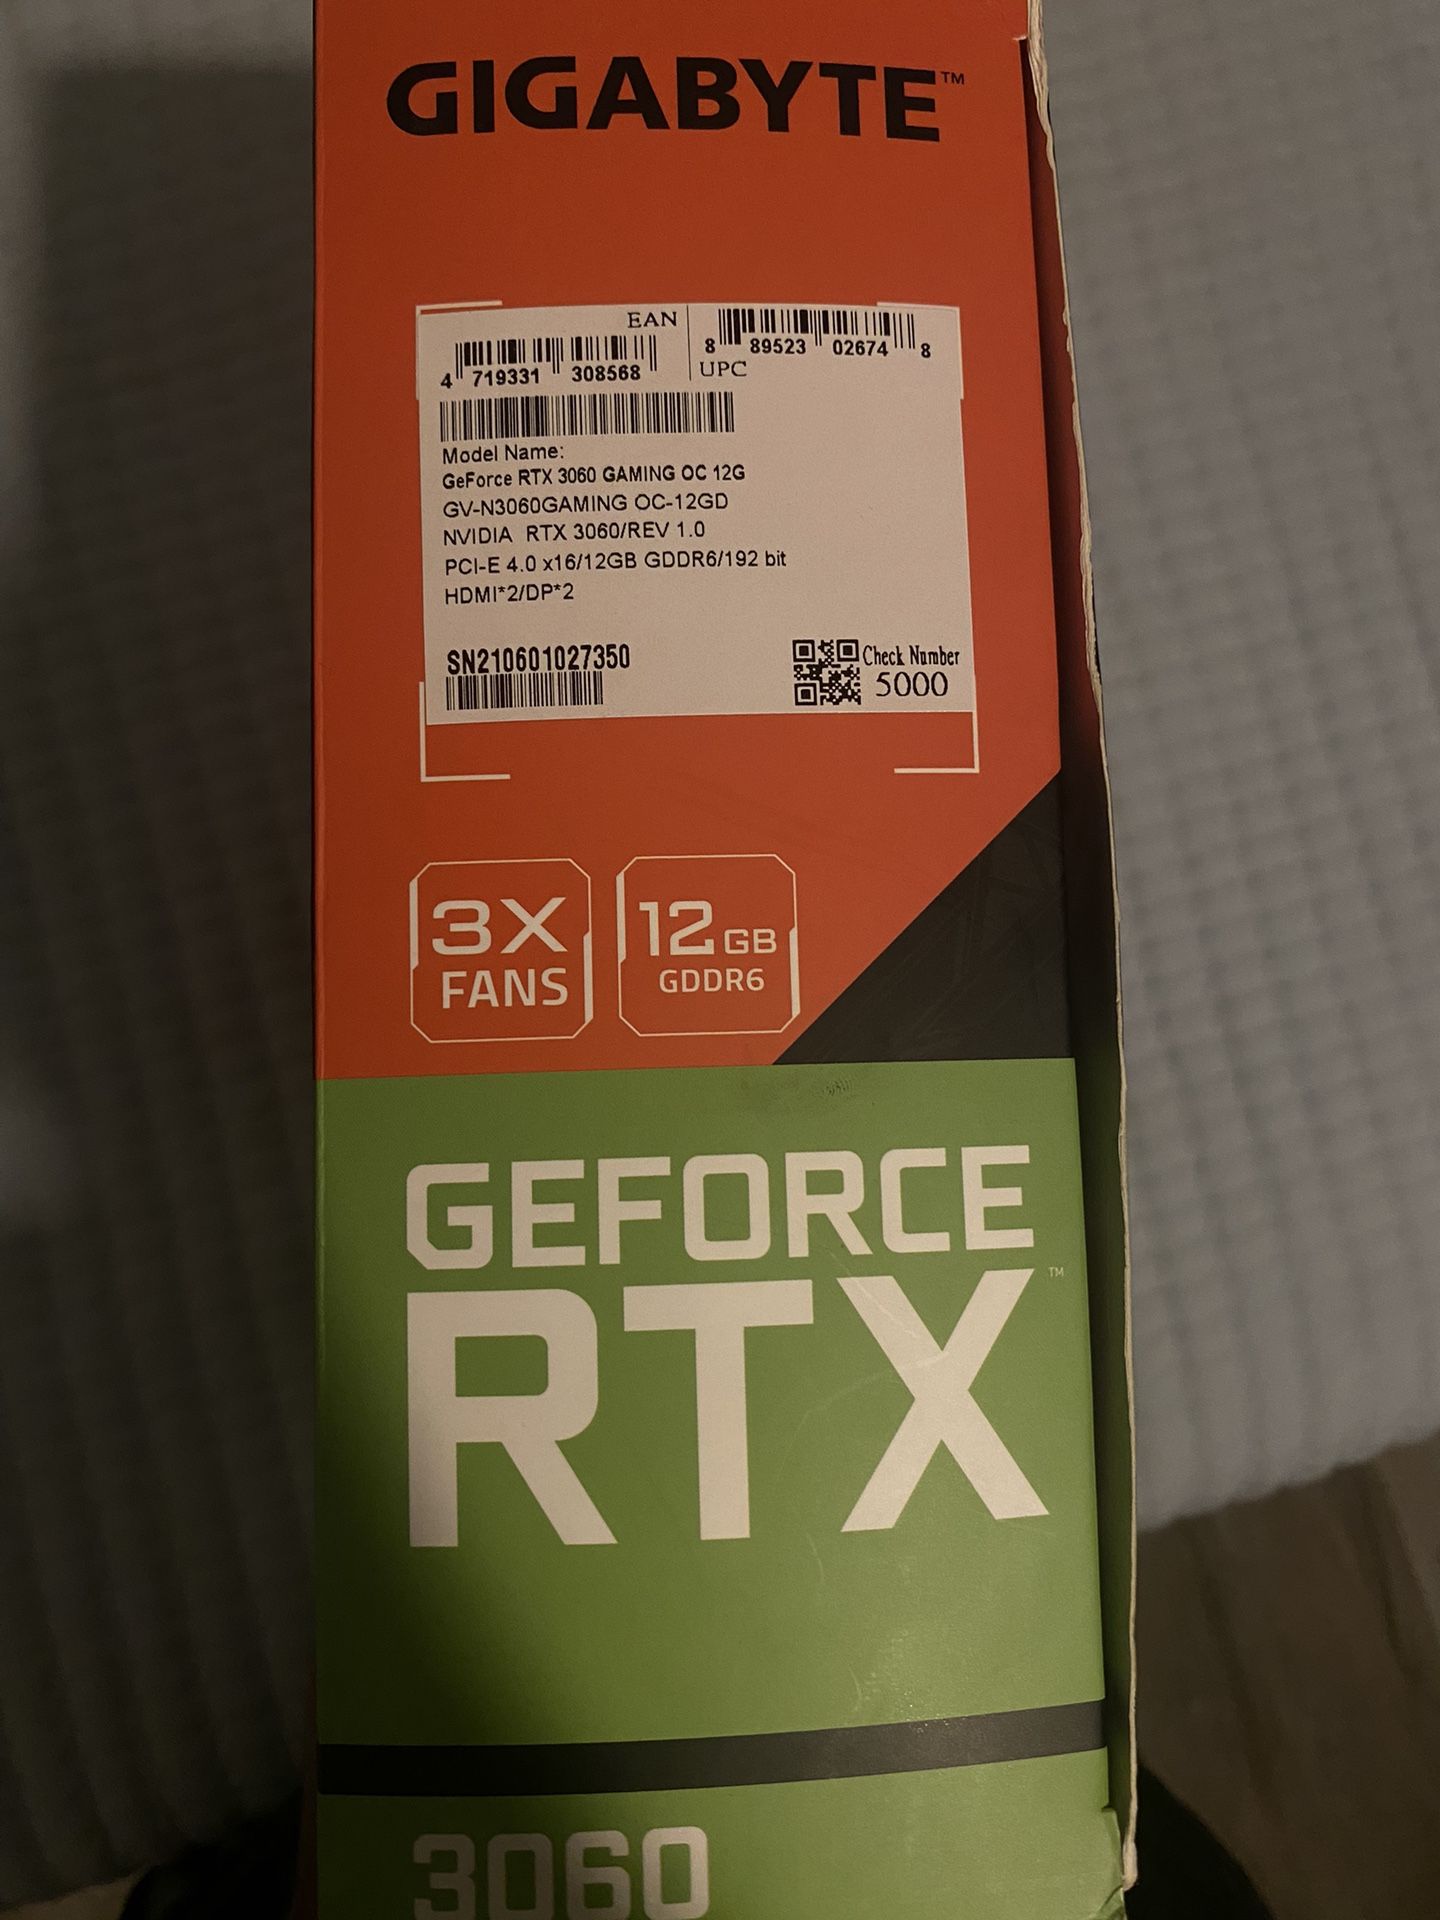 GIGABYTE™
EAN
4 719331 308568
8 89523 02674 8
UPC
Model Name:
GeForce RTX 3060 GAMING OC 12G
GV-N3060GAMING OC-12GD
NVIDIA RTX 3060/REV 1.0
PCI-E 4.0 x16/12GB GDDR6/192 bit
HDMI*2/DP*2
SN210601027350
Check Number
5000
3X
FANS
12GB
GDDR6
GEFORCE
RTX™
3060